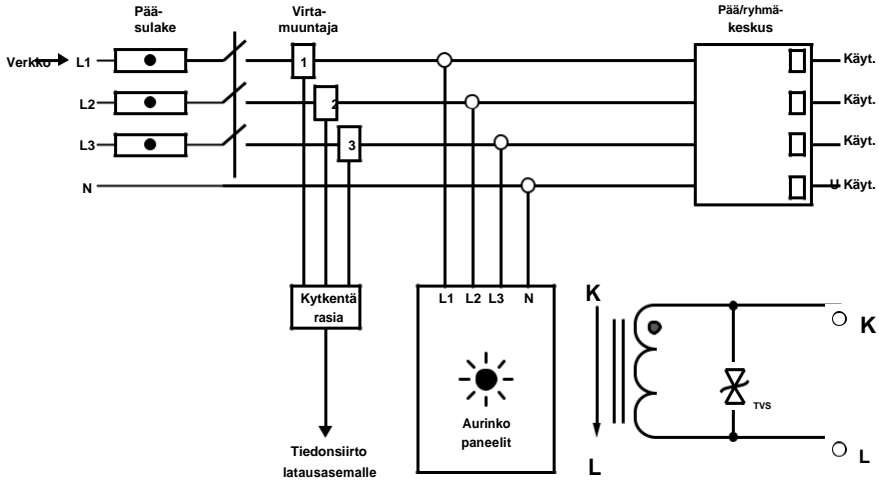 Pää-
sulake
Virta-
muuntaja
Pää/ryhmä-
keskus
Verkko
L1
1
Käyt.
L2
2
Käyt.
L3
3
Käyt.
N
U Käyt.
Kytkentä
rasia
L1 L2 L3 N
K
K
TVS
Aurinko
paneelit
Tiedonsiirto
latausasemalle
L
L